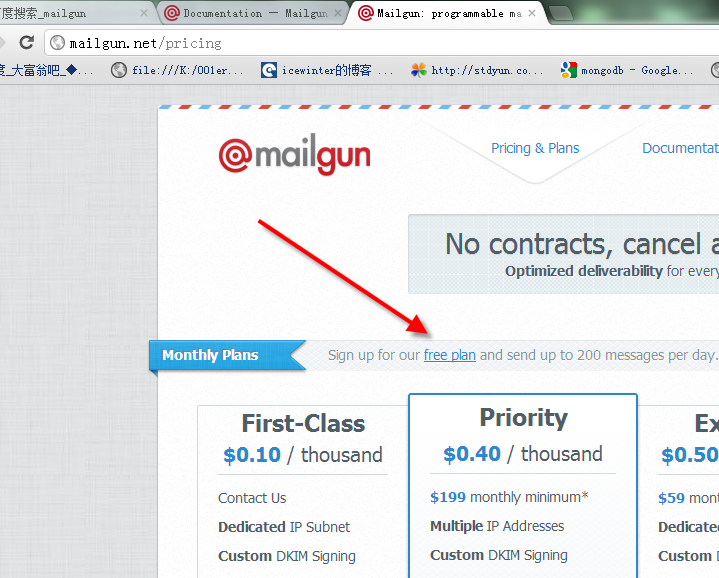 百度搜索_mailgun
Documentation — Mailgun
Mailgun: programmable ma
mailgun.net/pricing
度_大富翁吧_◆...
file:///K:/001er...
icewinter的博客 ...
http://stdyun.co...
mongodb - Google...
@mailgun
Pricing & Plans
Documentat
No contracts, cancel a
Optimized deliverability for every
Monthly Plans
Sign up for our free plan and send up to 200 messages per day.
First-Class
$0.10 / thousand
Contact Us
Dedicated IP Subnet
Custom DKIM Signing
Priority
$0.40 / thousand
$199 monthly minimum*
Multiple IP Addresses
Custom DKIM Signing
Ex
$0.50
$59 mont
Dedicated
Custom D